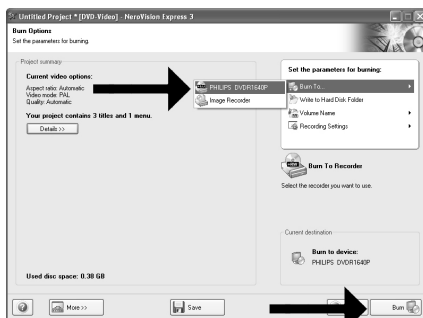 Untitled Project *[DVD-Video] - NeroVision Express 3
Burn Options
Set the parameters for burning.
Project summary
Current video options:
Aspect ratio: Automatic
Video mode: PAL
Quality: Automatic
Your project contains 3 titles and 1 menu.
Details >>
Used disc space: 0.38 GB
PHILIPS DVDR1640P
Image Recorder
Set the parameters for burning:
Burn To...
Write to Hard Disk Folder
Volume Name
Recording Settings
Burn To Recorder
Select the recorder you want to use.
Current destination
Burn to device:
PHILIPS DVDR1640P
More >>
Save
Burn